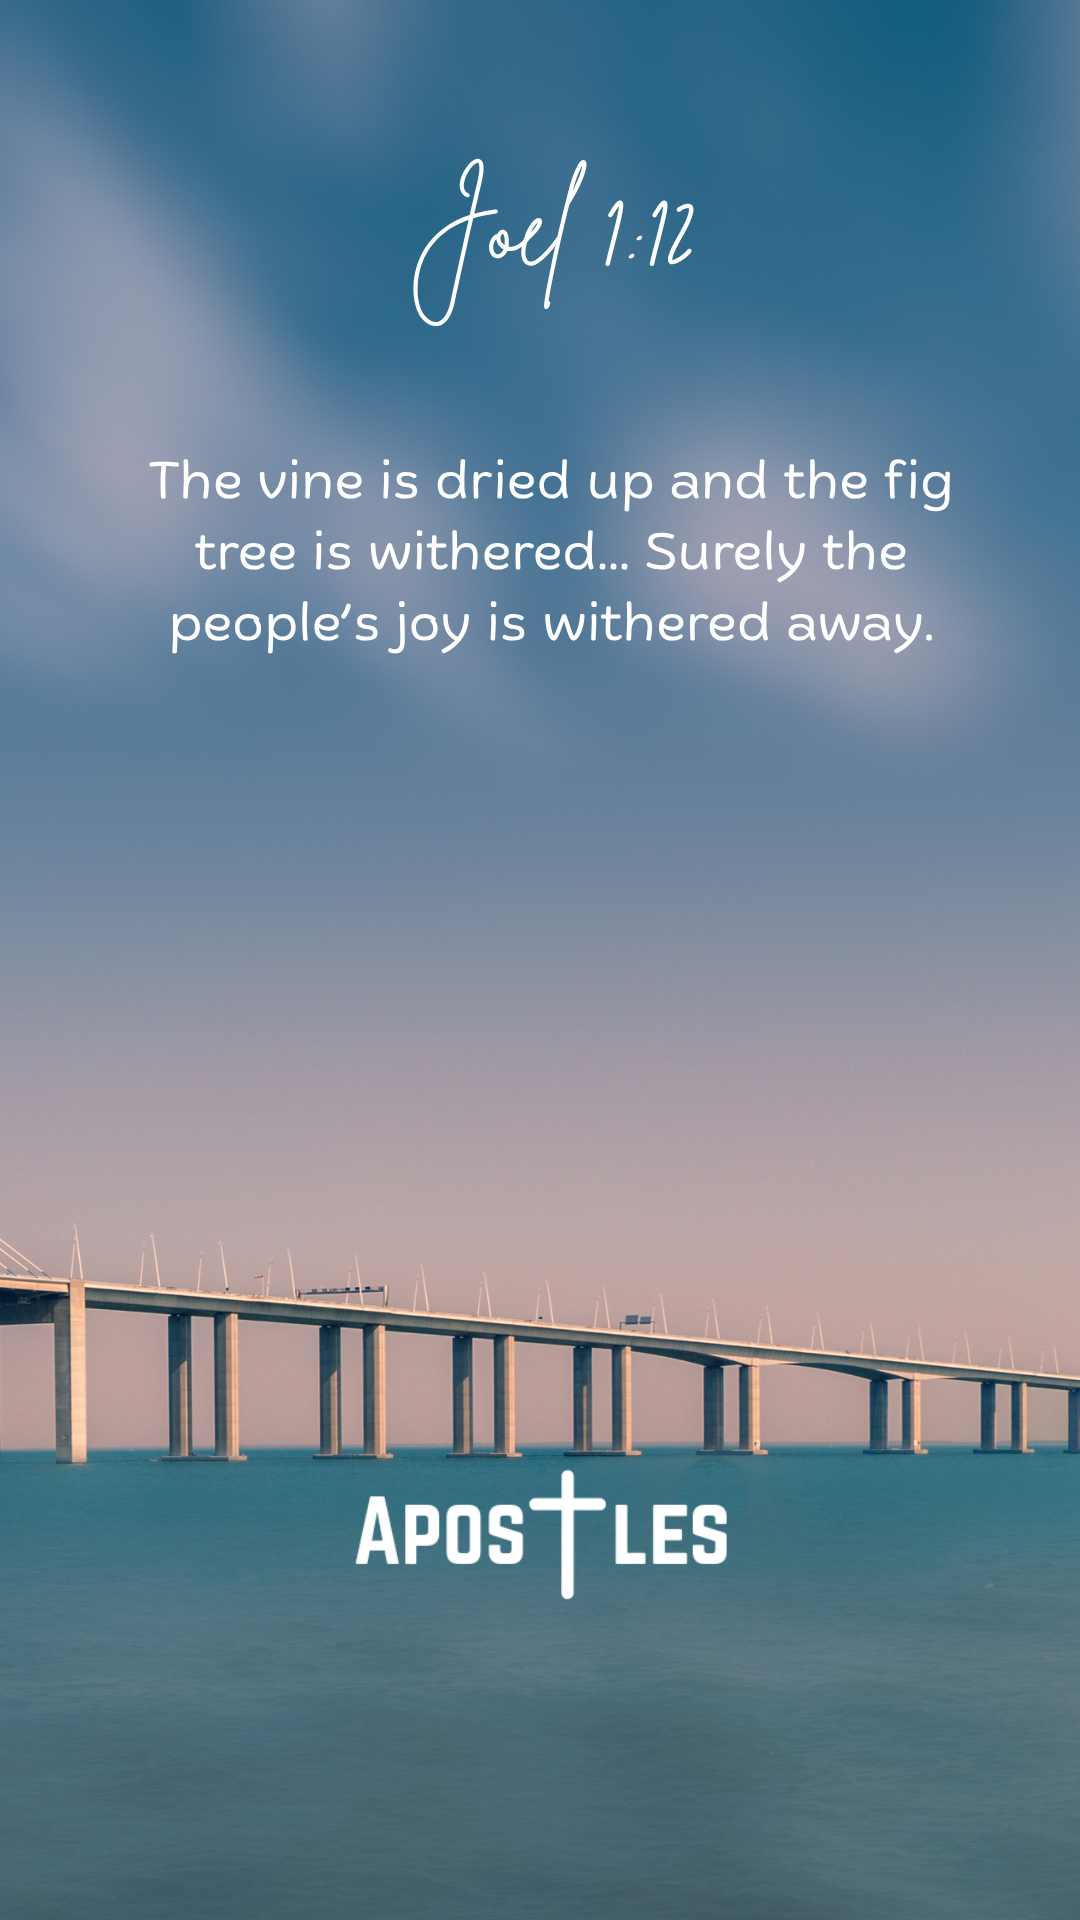 Joel 1:12
The vine is dried up and the fig
tree is withered... Surely the
people's joy is withered away.
APOSTLES